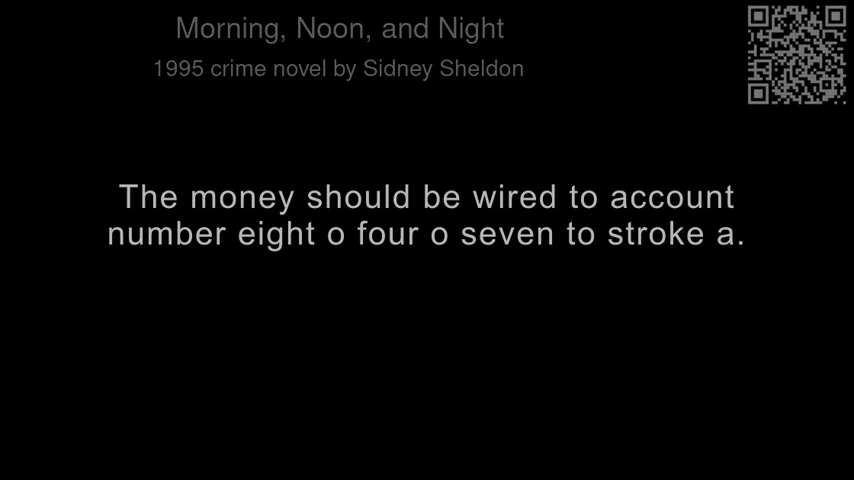 Morning, Noon, and Night
1995 crime novel by Sidney Sheldon
The money should be wired to account
number eight o four o seven to stroke a.